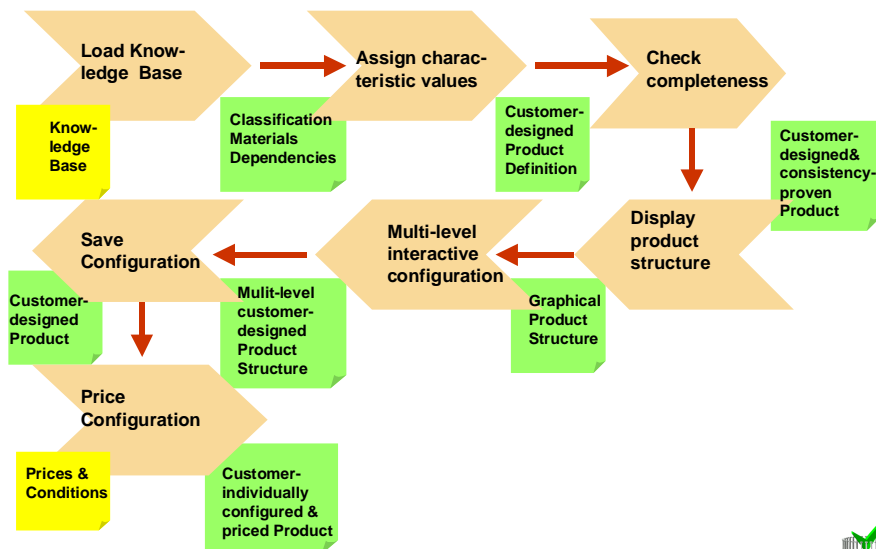 Load Know-
ledge Base
Assign charac-
teristic values
Check
completeness
Know-
ledge
Base
Classification
Materials
Dependencies
Customer-
designed
Product
Definition
Customer-
designed&
consistency-
proven
Product
Save
Configuration
Multi-level
interactive
configuration
Display
product
structure
Customer-
designed
Product
Mulit-level
customer-
designed
Product
Structure
Graphical
Product
Structure
Price
Configuration
Prices &
Conditions
Customer-
individually
configured &
priced Product